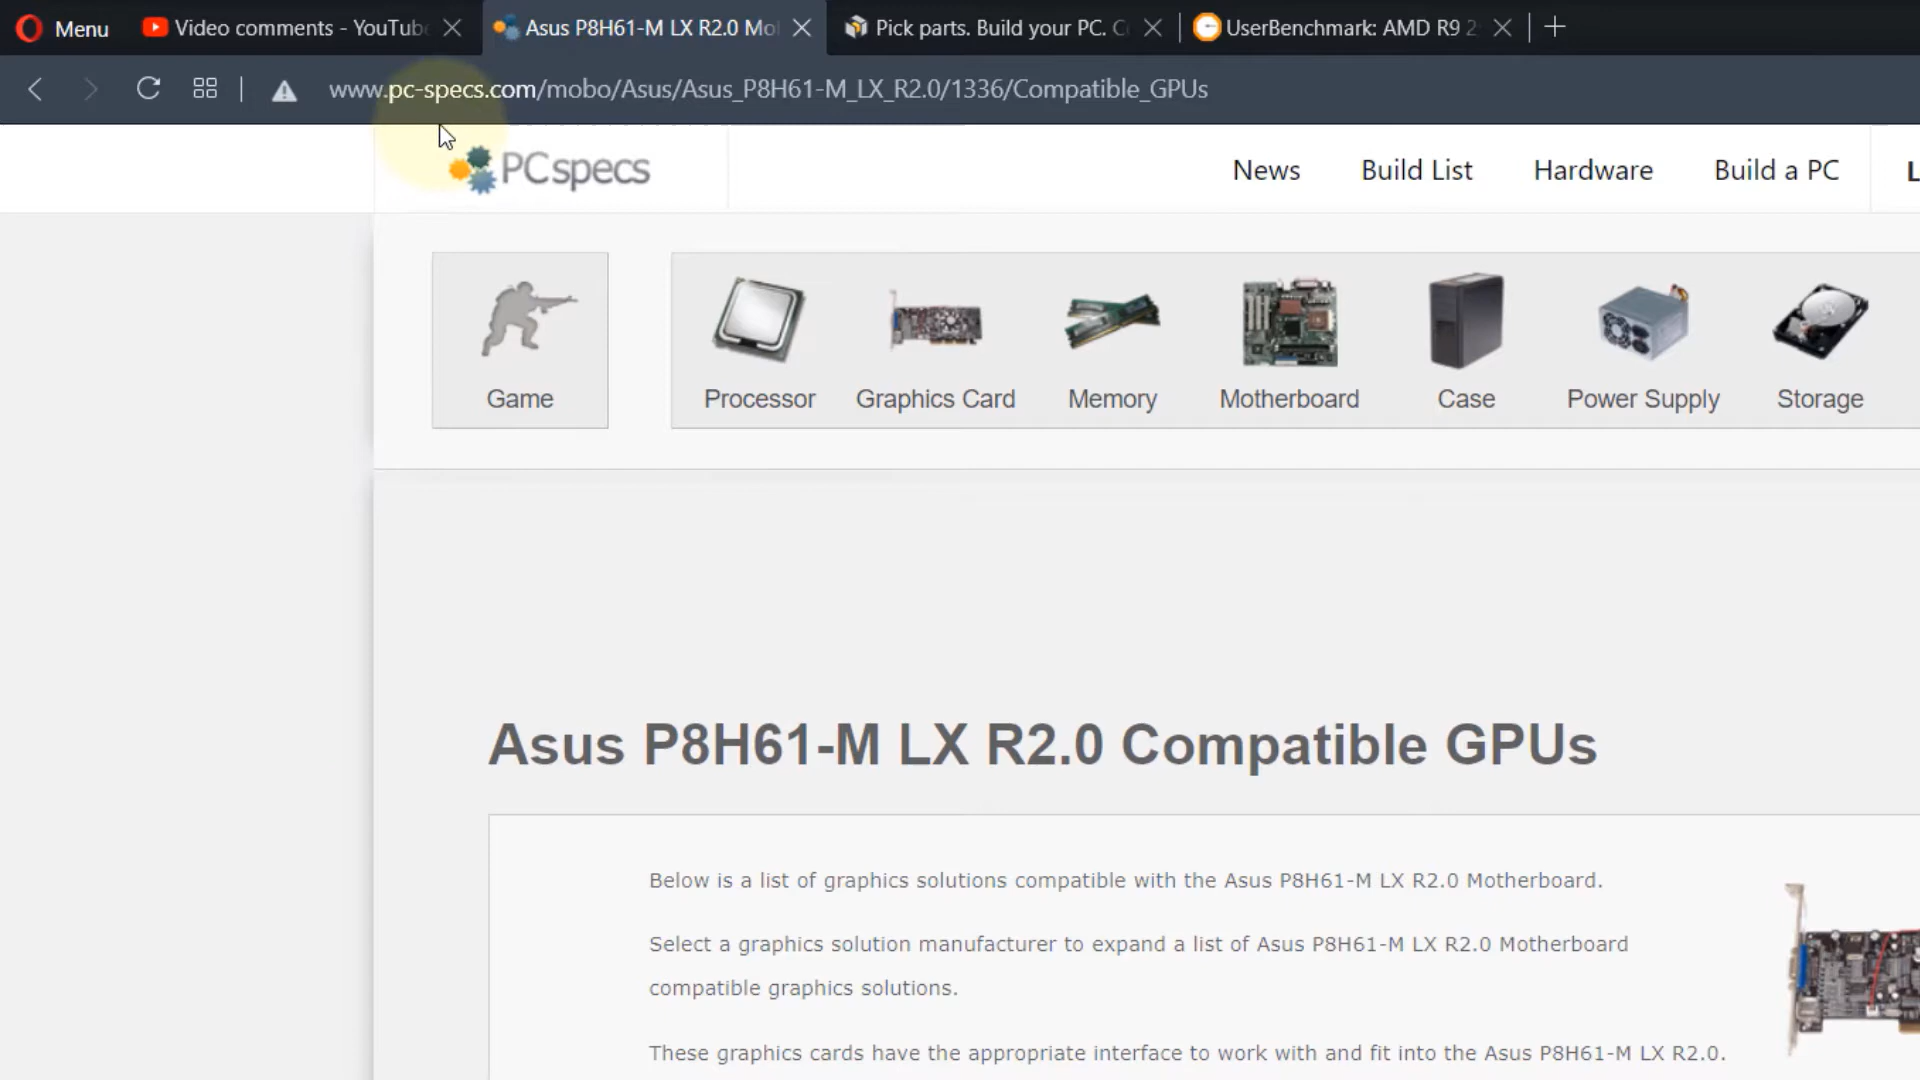 Menu
Video comments - YouTube
Asus P8H61-M LX R2.0 Mo
Pick parts. Build your PC. C
UserBenchmark: AMD R9 2
www.pc-specs.com/mobo/Asus/Asus_P8H61-M_LX_R2.0/1336/Compatible_GPUs
PCspecs
News
Build List
Hardware
Build a PC
L
Game
Processor
Graphics Card
Memory
Motherboard
Case
Power Supply
Storage
Asus P8H61-M LX R2.0 Compatible GPUs
Below is a list of graphics solutions compatible with the Asus P8H61-M LX R2.0 Motherboard.
Select a graphics solution manufacturer to expand a list of Asus P8H61-M LX R2.0 Motherboard
compatible graphics solutions.
These graphics cards have the appropriate interface to work with and fit into the Asus P8H61-M LX R2.0.